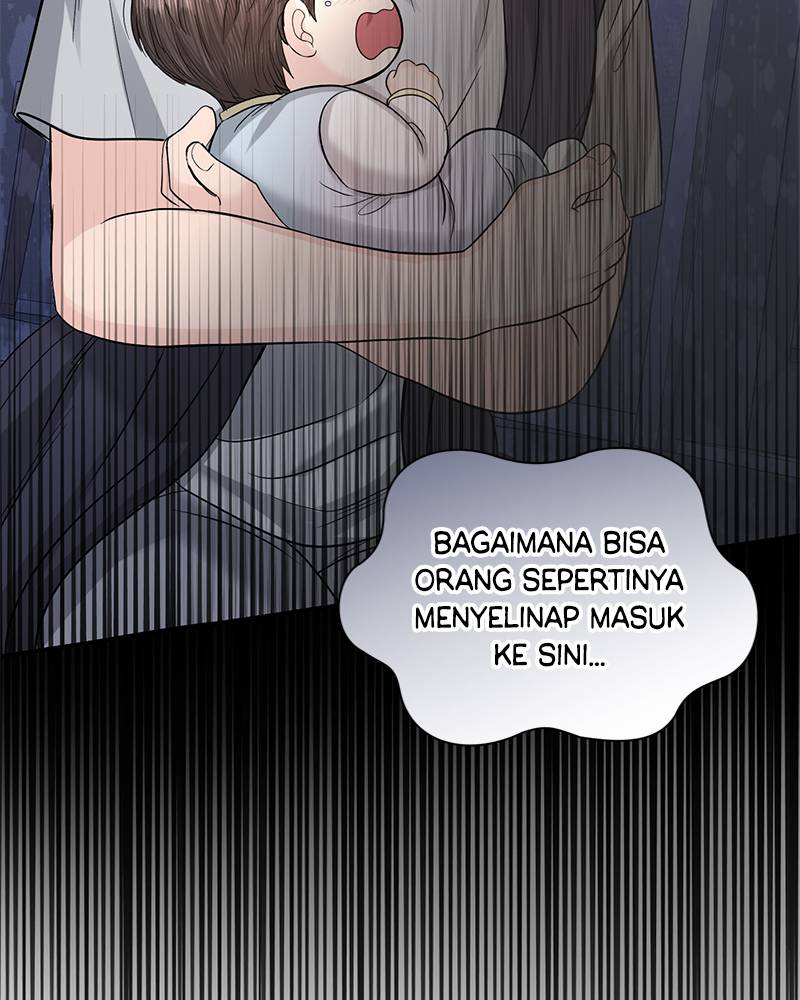 BAGAIMANA BISA
ORANG SEPERTINYA
MENYELINAP MASUK
KE SINI...